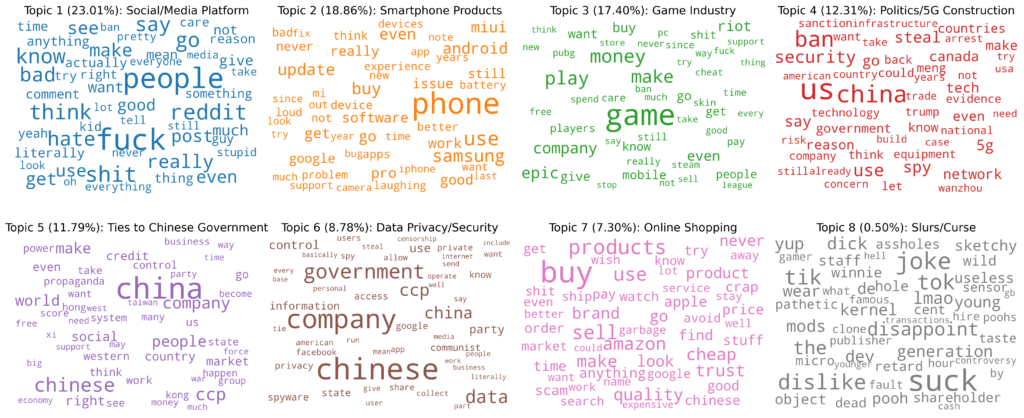 Topic 1 (23.01%): Social/Media Platform
time see ban say care not
anything pretty go reason
know make mean media give
bad actually everyone take
try right people something
comment want
think lot good reddit
tell
yeah hate kid fuck still post much
guy
literally never really stupid
look use shit
get oh everything thing even
Topic 2 (18.86%): Smartphone Products
devices
bad fix even note miui
never think really app android
update experience years
new still
buy issue battery
since mi phone
loud out device
look not software better
try get year go time work use
google bug apps samsung
much problem pro iphone want
support camera laughing good last
Topic 3 (17.40%): Game Industry
think want buy pc riot
new store never since shit support
pubg money way fuck try
play make cheat thing
ban
free spend care much go skin time
game take get every
players say know still good pay
company really steam even
epic give mobile people
stop not sell league
Topic 4 (12.31%): Politics/5G Construction
sanction infrastructure countries
ban want take steal arrest make
security go back canada try
american country could meng usa
years not
us china tech
trade evidence
technology trump even need
say government know national
risk reason build case 5g
company think equipment
still already use spy network
concern let wanzhou
Topic 5 (11.79%): Ties to Chinese Government
power make business way
credit time
even take control go
party
propaganda china become
world want taiwan company
score hong west
free need system many us
xi social people state
support may force
western country market
big think happen
chinese work war group
kong ccp
economy right see money much
Topic 6 (8.78%): Data Privacy/Security
users censorship
control steal use private include
basically spy allow internet want
every government send know
base personal operate
access ccp well
information china
say
tie company google party
american run media
facebook mean app communist
privacy chinese work people
business
literally
spyware state give share collect data
user part
Topic 7 (7.30%): Online Shopping
get products try never
wish know away
buy use lot product
shit ship pay watch service crap
even apple stay
better brand go avoid price
order sell garbage find well
market could amazon stuff
time make look cheap
want anything google trust
scam work name quality good
search expensive chinese
Topic 8 (0.50%): Slurs/Curse
yup dick assholes sketchy
gamer staff hell joke wild
tik winnie tok useless
wear what de hole sensor
pathetic famous lmao young gb
kernel cent hire poohs
mods clone transactions disappoint
publisher taste
the dev generation
micro younger retard hour controversy
by
dislike fault suck
object dead pooh shareholder
cash